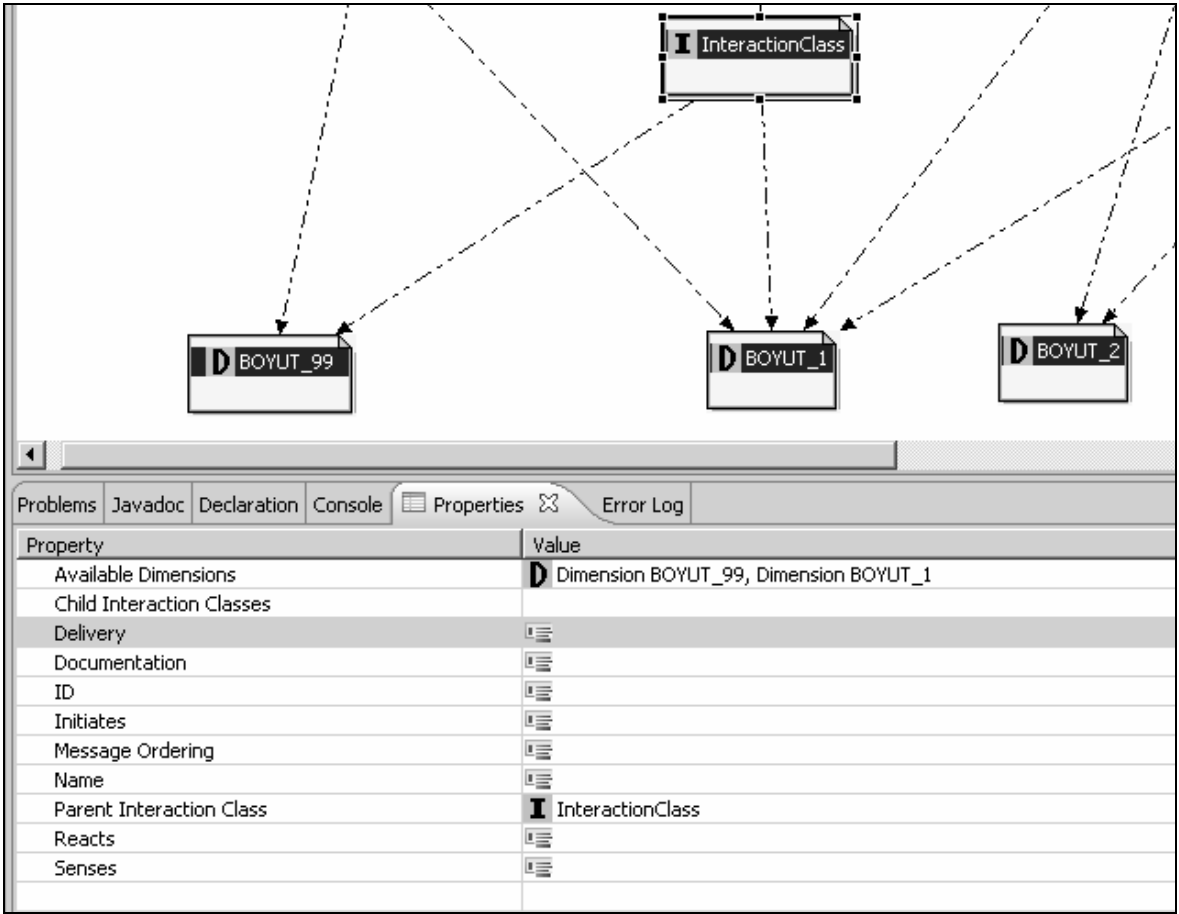 I InteractionClass
D BOYUT_99
D BOYUT_1
D BOYUT_2
Problems Javadoc Declaration Console Properties Error Log
Property Value
Available Dimensions D Dimension BOYUT_99, Dimension BOYUT_1
Child Interaction Classes
Delivery
Documentation
ID
Initiates
Message Ordering
Name
Parent Interaction Class I InteractionClass
Reacts
Senses